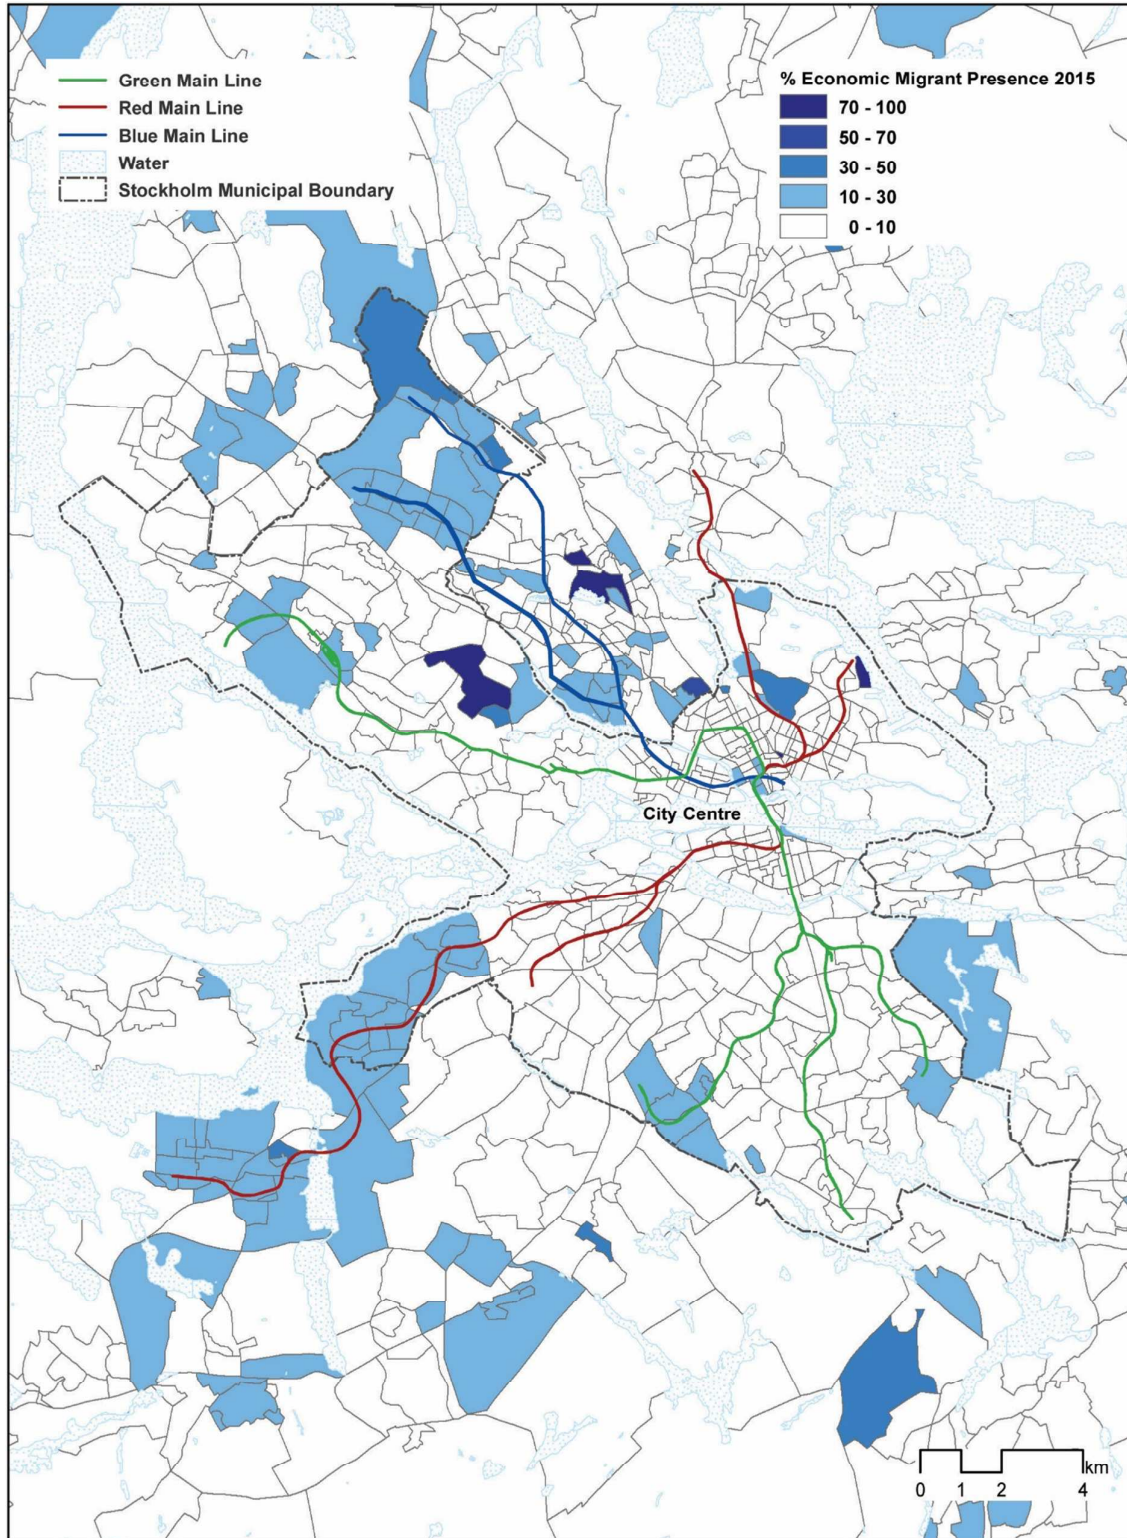 Green Main Line
Red Main Line
Blue Main Line
Water
Stockholm Municipal Boundary
% Economic Migrant Presence 2015
70 - 100
50 - 70
30 - 50
10 - 30
0 - 10
City Centre
km
0 1 2 4